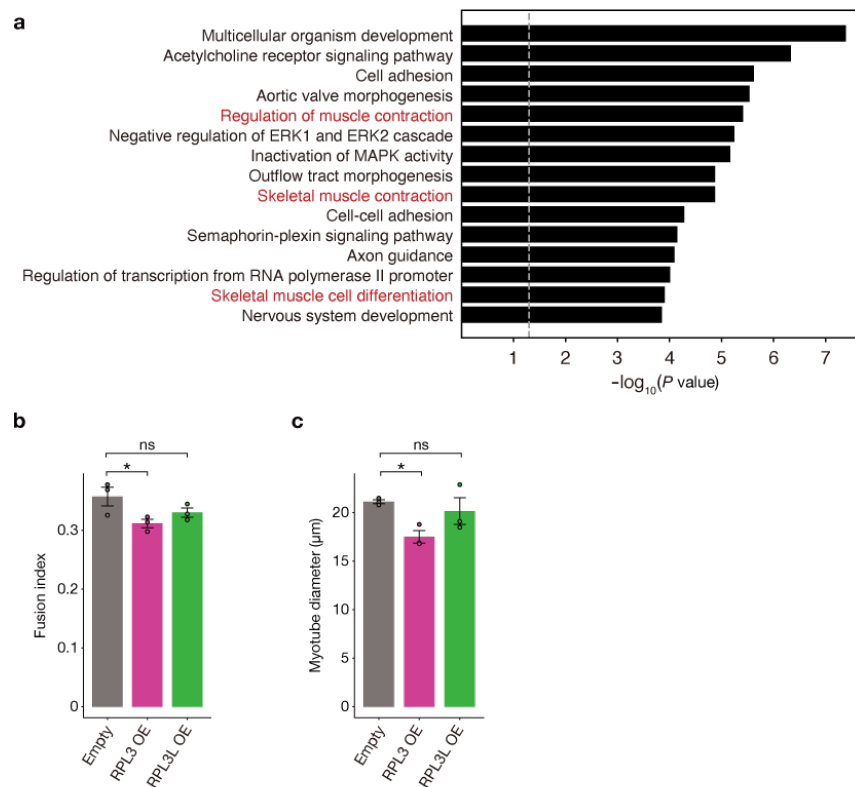 a
Multicellular organism development
Acetylcholine receptor signaling pathway
Cell adhesion
Aortic valve morphogenesis
Regulation of muscle contraction
Negative regulation of ERK1 and ERK2 cascade
Inactivation of MAPK activity
Outflow tract morphogenesis
Skeletal muscle contraction
Cell-cell adhesion
Semaphorin-plexin signaling pathway
Axon guidance
Regulation of transcription from RNA polymerase II promoter
Skeletal muscle cell differentiation
Nervous system development
1 2 3 4 5 6 7
−log10(P value)
b
ns
*
0.3
0.2
0.1
0
Fusion index
Empty
RPL3 OE
RPL3L OE
c
ns
*
20
15
10
5
0
Myotube diameter (μm)
Empty
RPL3 OE
RPL3L OE